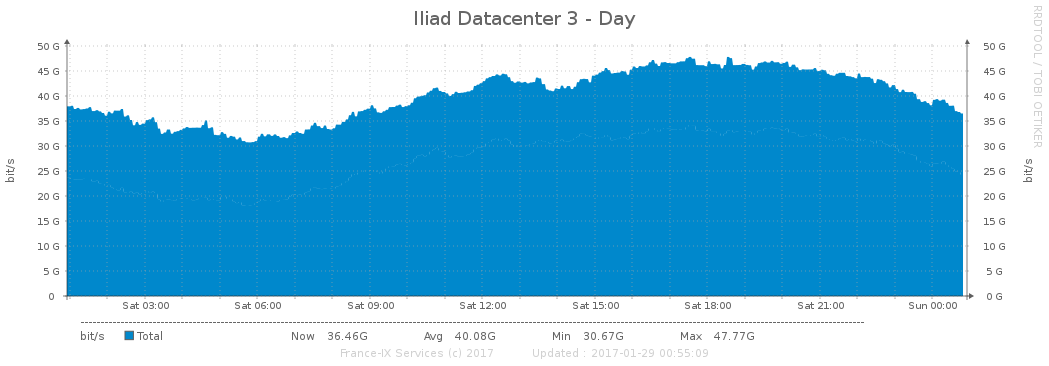 Iliad Datacenter 3 - Day
RRDTOOL / TOBI OETIKER
50 G 50 G
45 G 45 G
40 G 40 G
35 G 35 G
30 G 30 G
25 G 25 G
20 G 20 G
15 G 15 G
10 G 10 G
5 G 5 G
0 0 G
bit/s bit/s
Sat 03:00 Sat 06:00 Sat 09:00 Sat 12:00 Sat 15:00 Sat 18:00 Sat 21:00 Sun 00:00
bit/s Total Now 36.46G Avg 40.08G Min 30.67G Max 47.77G
France-IX Services (c) 2017 Updated : 2017-01-29 00:55:09